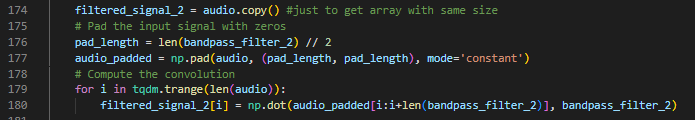 174 filtered_signal_2 = audio.copy() #just to get array with same size
175 # Pad the input signal with zeros
176 pad_length = len(bandpass_filter_2) // 2
177 audio_padded = np.pad(audio, (pad_length, pad_length), mode='constant')
178 # Compute the convolution
179 for i in tqdm.trange(len(audio)):
180 filtered_signal_2[i] = np.dot(audio_padded[i:i+len(bandpass_filter_2)], bandpass_filter_2)